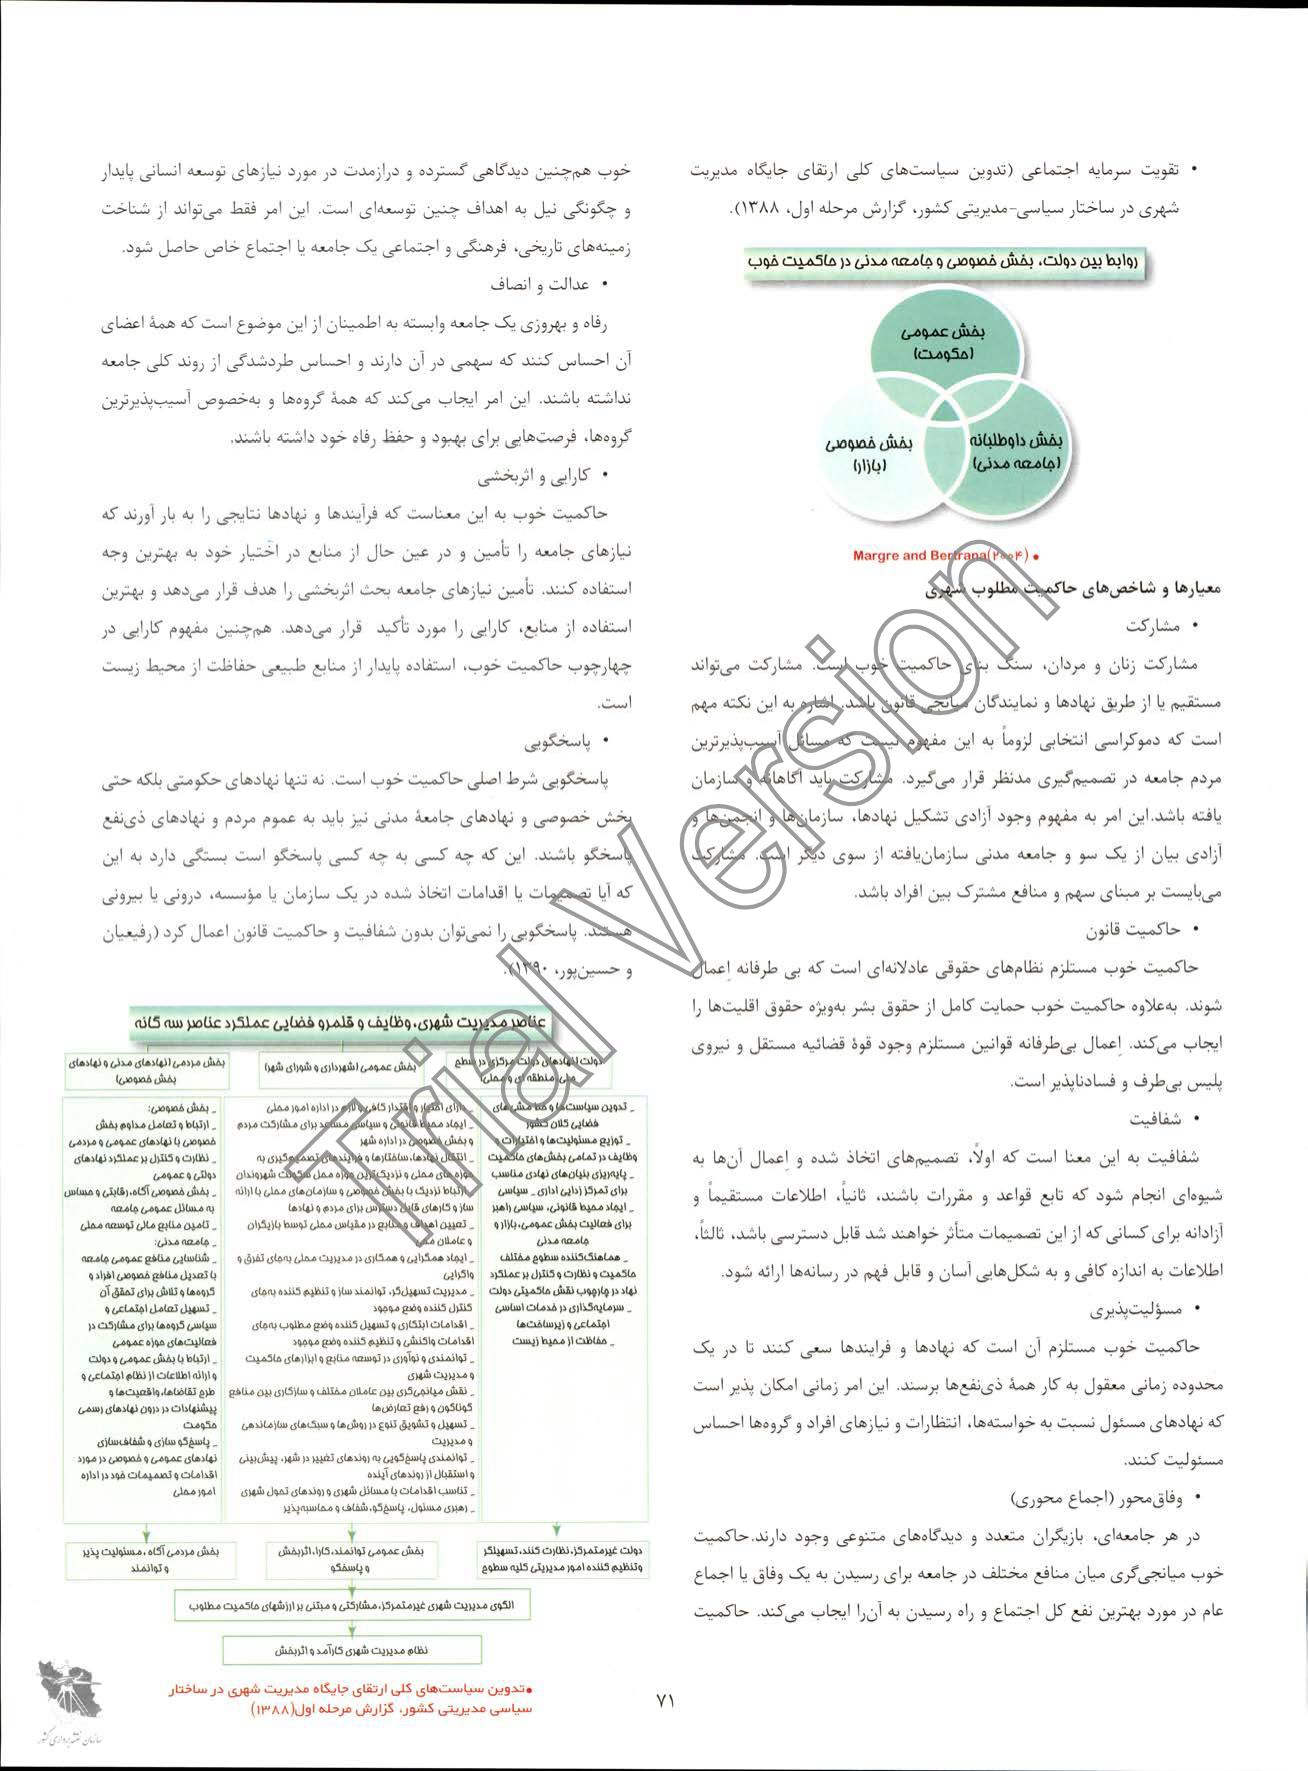 • تقویت سرمایه اجتماعی (تدوین سیاست‌های کلی ارتقای جایگاه مدیریت
شهری در ساختار سیاسی-مدیریتی کشور، گزارش مرحله اول، ۱۳۸۸).
روابط بین دولت، بخش خصوصی و جامعه مدنی در حاکمیت خوب
بخش عمومی
(حکومت)
بخش داوطلبانه
(جامعه مدنی)
بخش خصوصی
(بازار)
• Margre and Bertrana(۲۰۰۴)
معیارها و شاخص‌های حاکمیت مطلوب شهری
• مشارکت
مشارکت زنان و مردان، سنگ بنای حاکمیت خوب است. مشارکت می‌تواند
مستقیم یا از طریق نهادها و نمایندگان میانجی قانون باشد. اشاره به این نکته مهم
است که دموکراسی انتخابی لزوماً به این مفهوم نیست که مسائل آسیب‌پذیرترین
مردم جامعه در تصمیم‌گیری مدنظر قرار می‌گیرد. مشارکت باید آگاهانه و سازمان
یافته باشد.این امر به مفهوم وجود آزادی تشکیل نهادها، سازمان‌ها و انجمن‌ها و
آزادی بیان از یک سو و جامعه مدنی سازمان‌یافته از سوی دیگر است. مشارکت
می‌بایست بر مبنای سهم و منافع مشترک بین افراد باشد.
• حاکمیت قانون
حاکمیت خوب مستلزم نظام‌های حقوقی عادلانه‌ای است که بی طرفانه اِعمال
شوند. به‌علاوه حاکمیت خوب حمایت کامل از حقوق بشر به‌ویژه حقوق اقلیت‌ها را
ایجاب می‌کند. اِعمال بی‌طرفانه قوانین مستلزم وجود قوهٔ قضائیه مستقل و نیروی
پلیس بی‌طرف و فسادناپذیر است.
• شفافیت
شفافیت به این معنا است که اولاً، تصمیم‌های اتخاذ شده و اِعمال آن‌ها به
شیوه‌ای انجام شود که تابع قواعد و مقررات باشند، ثانیاً، اطلاعات مستقیماً و
آزادانه برای کسانی که از این تصمیمات متأثر خواهند شد قابل دسترسی باشد، ثالثاً،
اطلاعات به اندازه کافی و به شکل‌هایی آسان و قابل فهم در رسانه‌ها ارائه شود.
• مسؤلیت‌پذیری
حاکمیت خوب مستلزم آن است که نهادها و فرایندها سعی کنند تا در یک
محدوده زمانی معقول به کار همهٔ ذی‌نفع‌ها برسند. این امر زمانی امکان پذیر است
که نهادهای مسئول نسبت به خواسته‌ها، انتظارات و نیازهای افراد و گروه‌ها احساس
مسئولیت کنند.
• وفاق‌محور (اجماع محوری)
در هر جامعه‌ای، بازیگران متعدد و دیدگاه‌های متنوعی وجود دارند.حاکمیت
خوب میانجی‌گری میان منافع مختلف در جامعه برای رسیدن به یک وفاق یا اجماع
عام در مورد بهترین نفع کل اجتماع و راه رسیدن به آن‌را ایجاب می‌کند. حاکمیت
خوب هم‌چنین دیدگاهی گسترده و درازمدت در مورد نیازهای توسعه انسانی پایدار
و چگونگی نیل به اهداف چنین توسعه‌ای است. این امر فقط می‌تواند از شناخت
زمینه‌های تاریخی، فرهنگی و اجتماعی یک جامعه یا اجتماع خاص حاصل شود.
• عدالت و انصاف
رفاه و بهروزی یک جامعه وابسته به اطمینان از این موضوع است که همهٔ اعضای
آن احساس کنند که سهمی در آن دارند و احساس طردشدگی از روند کلی جامعه
نداشته باشند. این امر ایجاب می‌کند که همهٔ گروه‌ها و به‌خصوص آسیب‌پذیرترین
گروه‌ها، فرصت‌هایی برای بهبود و حفظ رفاه خود داشته باشند.
• کارایی و اثربخشی
حاکمیت خوب به این معناست که فرآیندها و نهادها نتایجی را به بار آورند که
نیازهای جامعه را تأمین و در عین حال از منابع در اختیار خود به بهترین وجه
استفاده کنند. تأمین نیازهای جامعه بحث اثربخشی را هدف قرار می‌دهد و بهترین
استفاده از منابع، کارایی را مورد تأکید قرار می‌دهد. هم‌چنین مفهوم کارایی در
چهارچوب حاکمیت خوب، استفاده پایدار از منابع طبیعی حفاظت از محیط زیست
است.
• پاسخگویی
پاسخگویی شرط اصلی حاکمیت خوب است. نه تنها نهادهای حکومتی بلکه حتی
بخش خصوصی و نهادهای جامعهٔ مدنی نیز باید به عموم مردم و نهادهای ذی‌نفع
پاسخگو باشند. این که چه کسی به چه کسی پاسخگو است بستگی دارد به این
که آیا تصمیمات یا اقدامات اتخاذ شده در یک سازمان یا مؤسسه، درونی یا بیرونی
هستند. پاسخگویی را نمی‌توان بدون شفافیت و حاکمیت قانون اعمال کرد (رفیعیان
و حسین‌پور، ۱۳۹۰).
عناصر مدیریت شهری، وظایف و قلمرو فضایی عملکرد عناصر سه گانه
دولت (نهادهای دولت مرکزی در سطح
ملی، منطقه ای و محلی)
بخش عمومی (شهرداری و شورای شهر)
بخش مردمی (نهادهای مدنی و نهادهای
بخش خصوصی)
_ تدوین سیاست‌ها و خط مشی‌های
فضایی کلان کشور
_ توزیع مسئولیت‌ها و اختیارات و
وظایف در تمامی بخش‌های حاکمیت
_ پایه‌ریزی بنیان‌های نهادی مناسب
برای تمرکز زدایی اداری _ سیاسی
_ ایجاد محیط قانونی، سیاسی راهبر
برای فعالیت بخش عمومی، بازار و
جامعه مدنی
_ هماهنگ‌کننده سطوح مختلف
حاکمیت و نظارت و کنترل بر عملکرد
نهاد در چارچوب نقش حاکمیتی دولت
_ سرمایه‌گذاری در خدمات اساسی
اجتماعی و زیرساخت‌ها
_ حفاظت از محیط زیست
_ دارای اختیار و اقتدار کافی و لازم در اداره امور محلی
_ ایجاد محیط قانونی و سیاسی مساعد برای مشارکت مردم
و بخش خصوصی در اداره شهر
_ انتقال نهادها، ساختارها و فرایندهای تصمیم‌گیری به
حوزه های محلی و نزدیک‌ترین حوزه محل سکونت شهروندان
_ ارتباط نزدیک با بخش خصوصی و سازمان‌های محلی با ارائه
ساز و کارهای قابل دسترس برای مردم و نهادها
_ تعیین اهداف و منابع در مقیاس محلی توسط بازیگران
و عاملان محلی
_ ایجاد همگرایی و همکاری در مدیریت محلی به‌جای تفرق و
واگرایی
_ مدیریت تسهیل‌گر، توانمند ساز و تنظیم کننده به‌جای
کنترل کننده وضع موجود
_ اقدامات ابتکاری و تسهیل کننده وضع مطلوب به‌جای
اقدامات واکنشی و تنظیم کننده وضع موجود
_ توانمندی و نوآوری در توسعه منابع و ابزارهای حاکمیت
و مدیریت شهری
_ نقش میانجی‌گری بین عاملان مختلف و سازکاری بین منافع
گوناگون و رفع تعارض‌ها
_ تسهیل و تشویق تنوع در روش‌ها و سبک‌های سازماندهی
و مدیریت
_ توانمندی پاسخ‌گویی به روندهای تغییر در شهر، پیش‌بینی
و استقبال از روندهای آینده
_ تناسب اقدامات با مسائل شهری و روندهای تحول شهری
_ رهبری مسئول، پاسخ‌گو، شفاف و محاسبه‌پذیر
_ بخش خصوصی:
_ ارتباط و تعامل مداوم بخش
خصوصی با نهادهای عمومی و مردمی
_ نظارت و کنترل بر عملکرد نهادهای
دولتی و عمومی
_ بخش خصوصی آگاه، رقابتی و حساس
به مسائل عمومی جامعه
_ تامین منابع مالی توسعه محلی
_ جامعه مدنی:
_ شناسایی منافع عمومی جامعه
با تعدیل منافع خصوصی افراد و
گروه‌ها و تلاش برای تحقق آن
_ تسهیل تعامل اجتماعی و
سیاسی گروه‌ها برای مشارکت در
فعالیت‌های حوزه عمومی
_ ارتباط با بخش عمومی و دولت
و ارائه اطلاعات از نظام اجتماعی و
طرح تقاضاها، واقعیت‌ها و
پیشنهادات در درون نهادهای رسمی
حکومت
_ پاسخ‌گو سازی و شفاف‌سازی
نهادهای عمومی و خصوصی در مورد
اقدامات و تصمیمات خود در اداره
امور محلی
دولت غیرمتمرکز، نظارت کننده، تسهیلگر
و تنظیم کننده امور مدیریتی کلیه سطوح
بخش عمومی توانمند، کارا، اثربخش
و پاسخگو
بخش مردمی آگاه ، مسئولیت پذیر
و توانمند
الگوی مدیریت شهری غیرمتمرکز، مشارکتی و مبتنی بر ارزشهای حاکمیت مطلوب
نظام مدیریت شهری کارآمد و اثربخش
•تدوین سیاست‌های کلی ارتقای جایگاه مدیریت شهری در ساختار
سیاسی مدیریتی کشور، گزارش مرحله اول(۱۳۸۸)
۷۱
سازمان نقشه برداری کشور
Trial Version